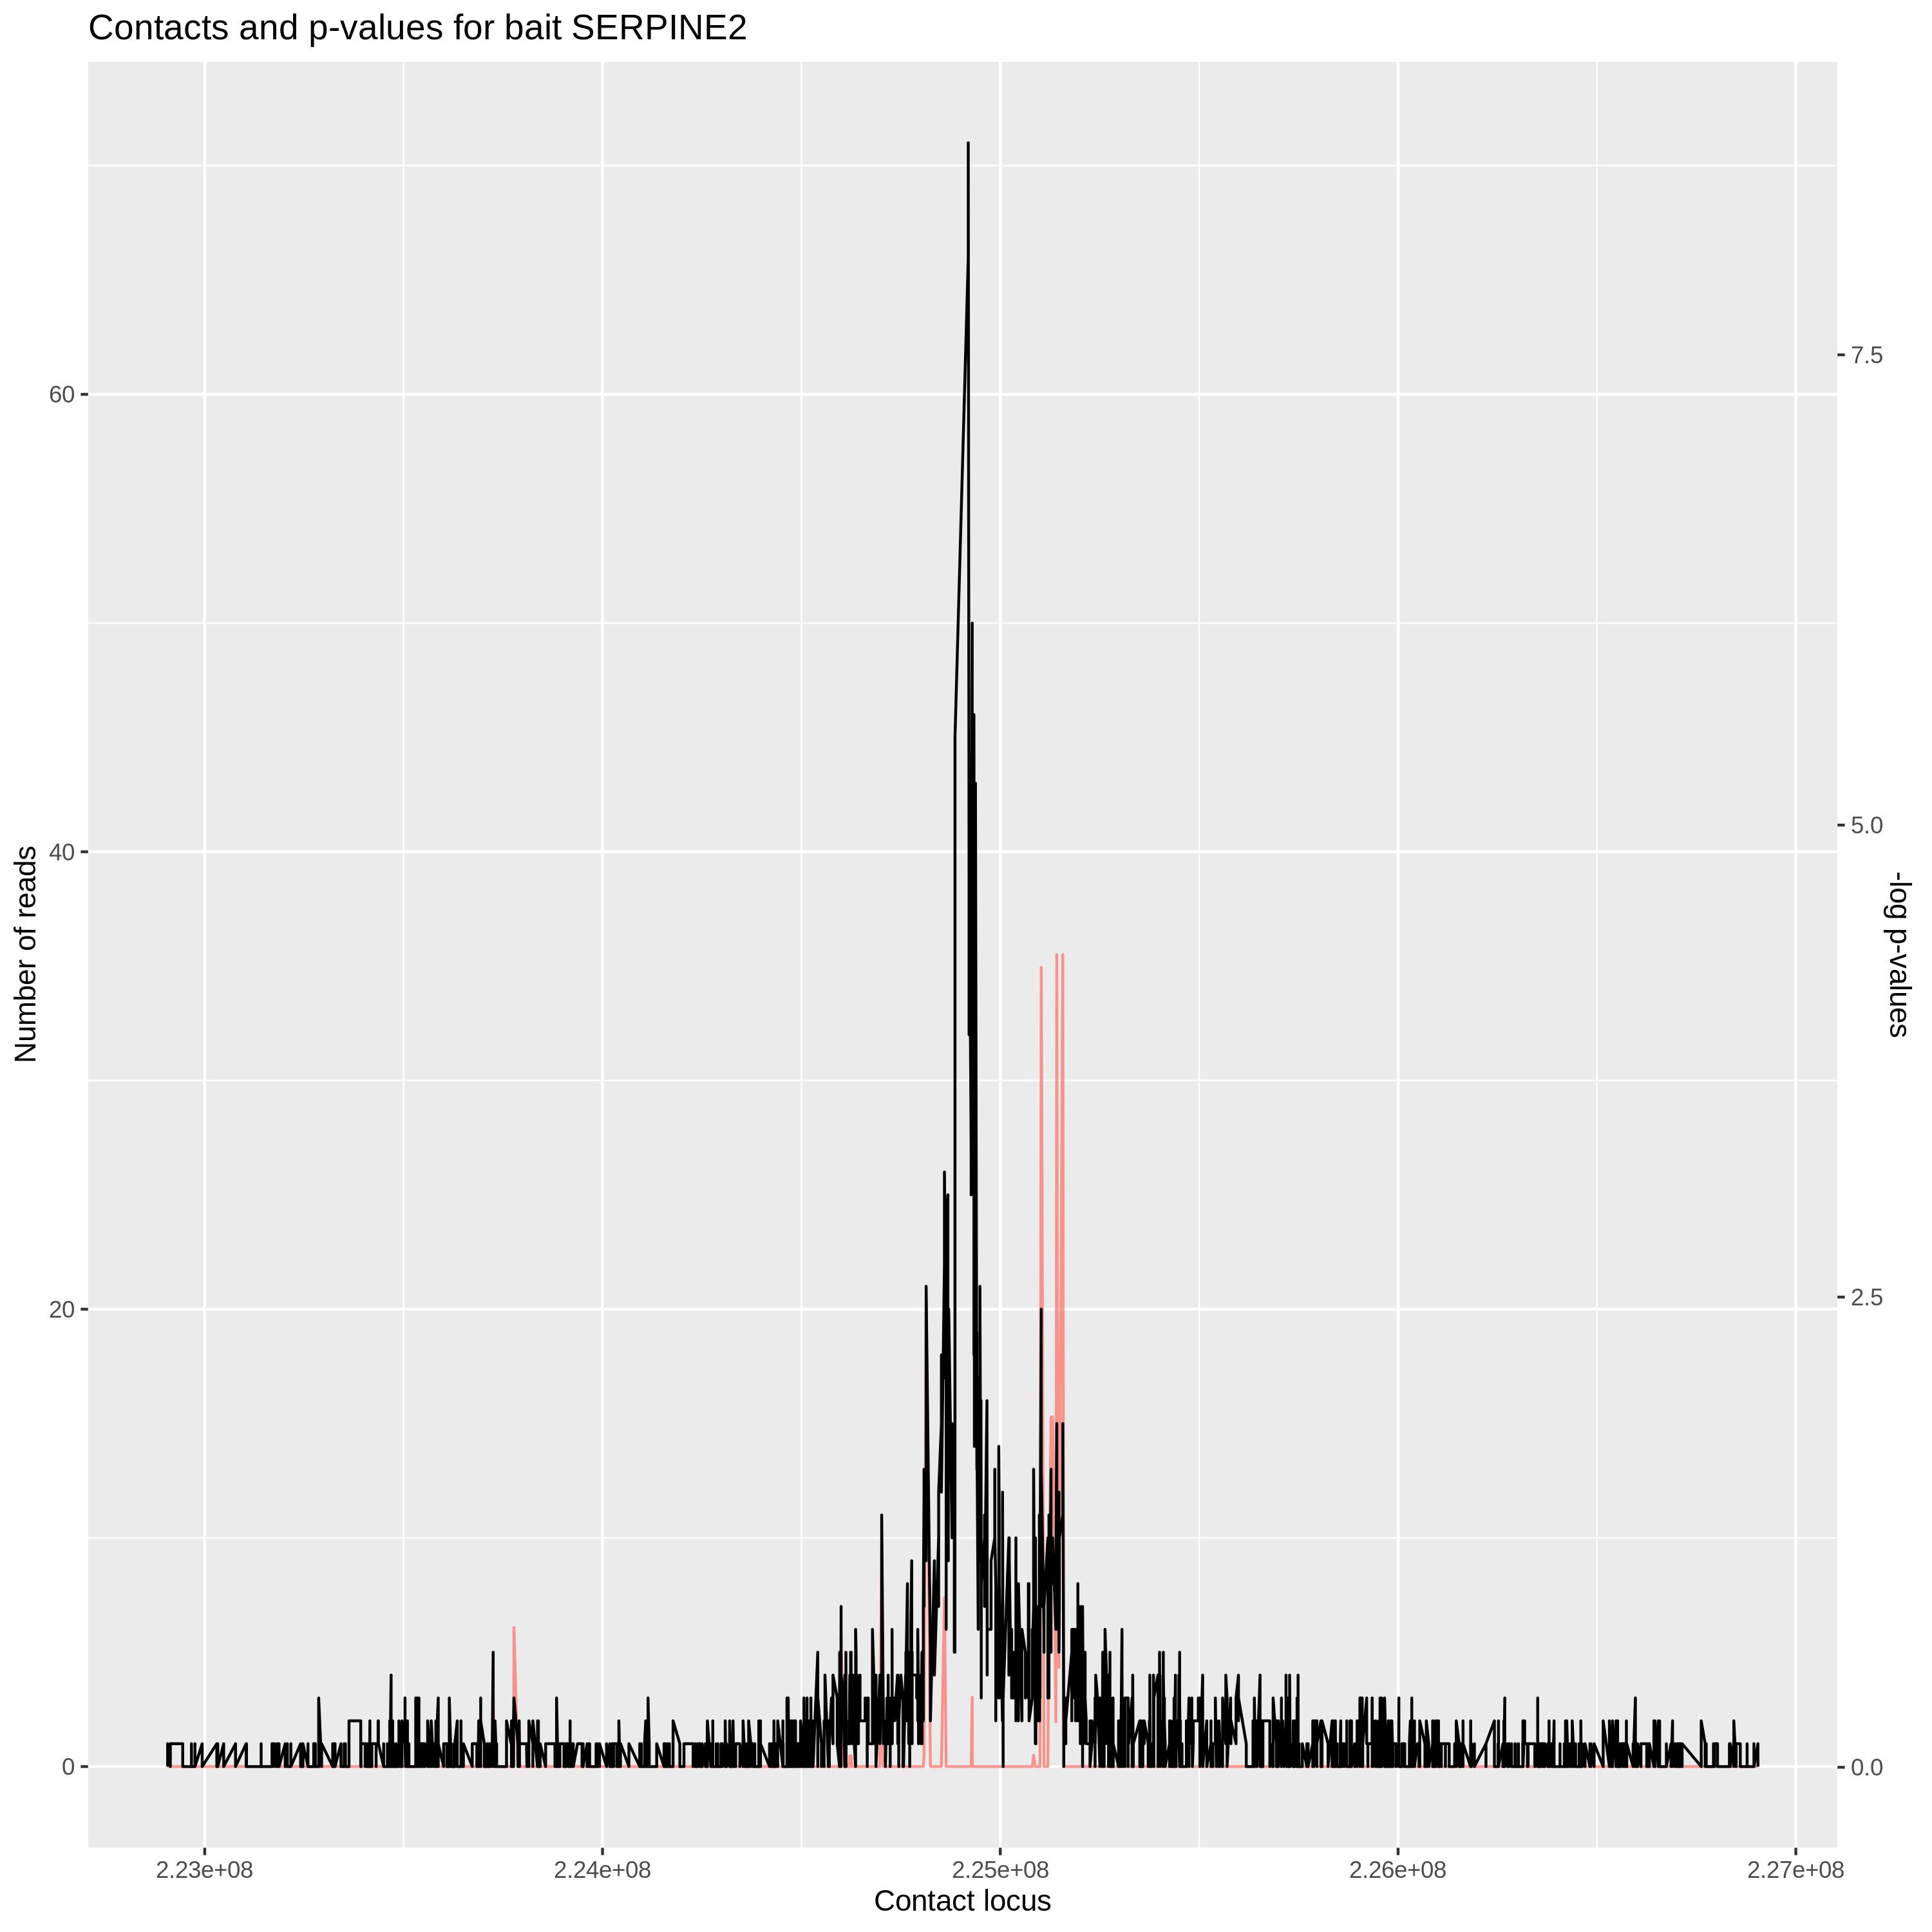 Contacts and p-values for bait SERPINE2
Number of reads
60
40
20
0
7.5
5.0
2.5
0.0
-log p-values
2.23e+08
2.24e+08
2.25e+08
2.26e+08
2.27e+08
Contact locus